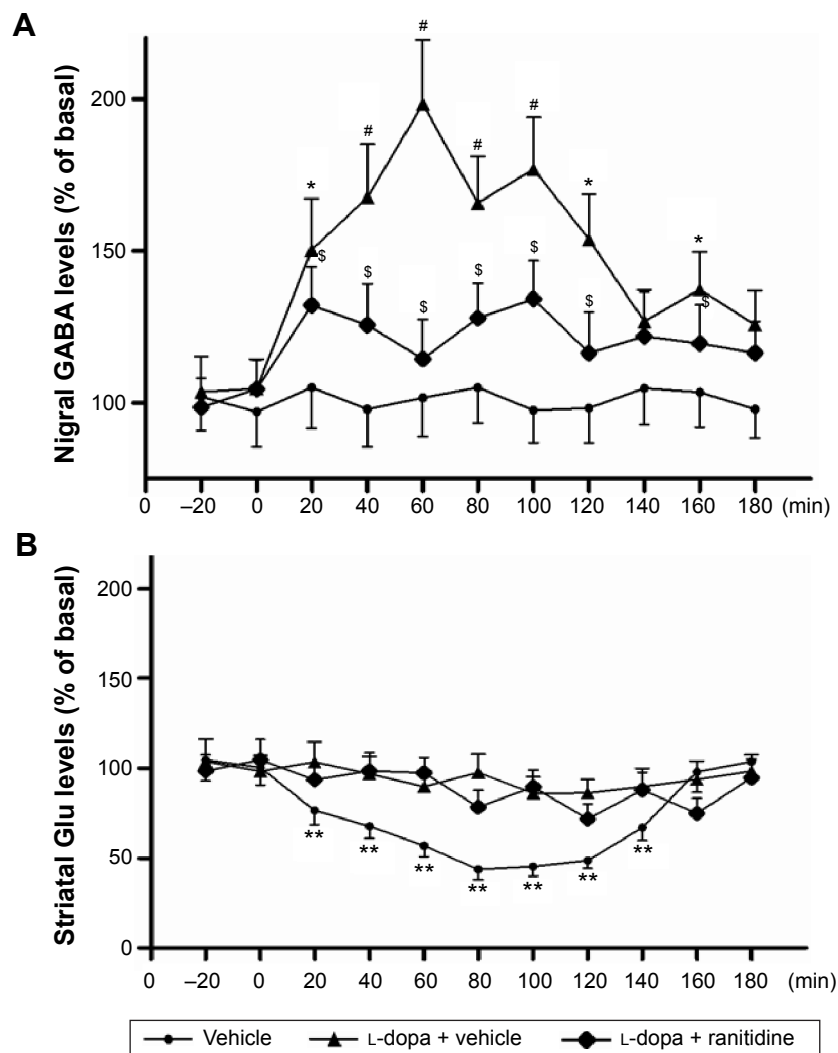 A
Nigral GABA levels (% of basal)
200
150
100
#
#
#
#
*
*
*
$
$
$
$
$
$
$
0 –20 0 20 40 60 80 100 120 140 160 180 (min)
B
Striatal Glu levels (% of basal)
200
150
100
50
0
** ** ** ** ** ** **
0 –20 0 20 40 60 80 100 120 140 160 180 (min)
Vehicle L-dopa + vehicle L-dopa + ranitidine